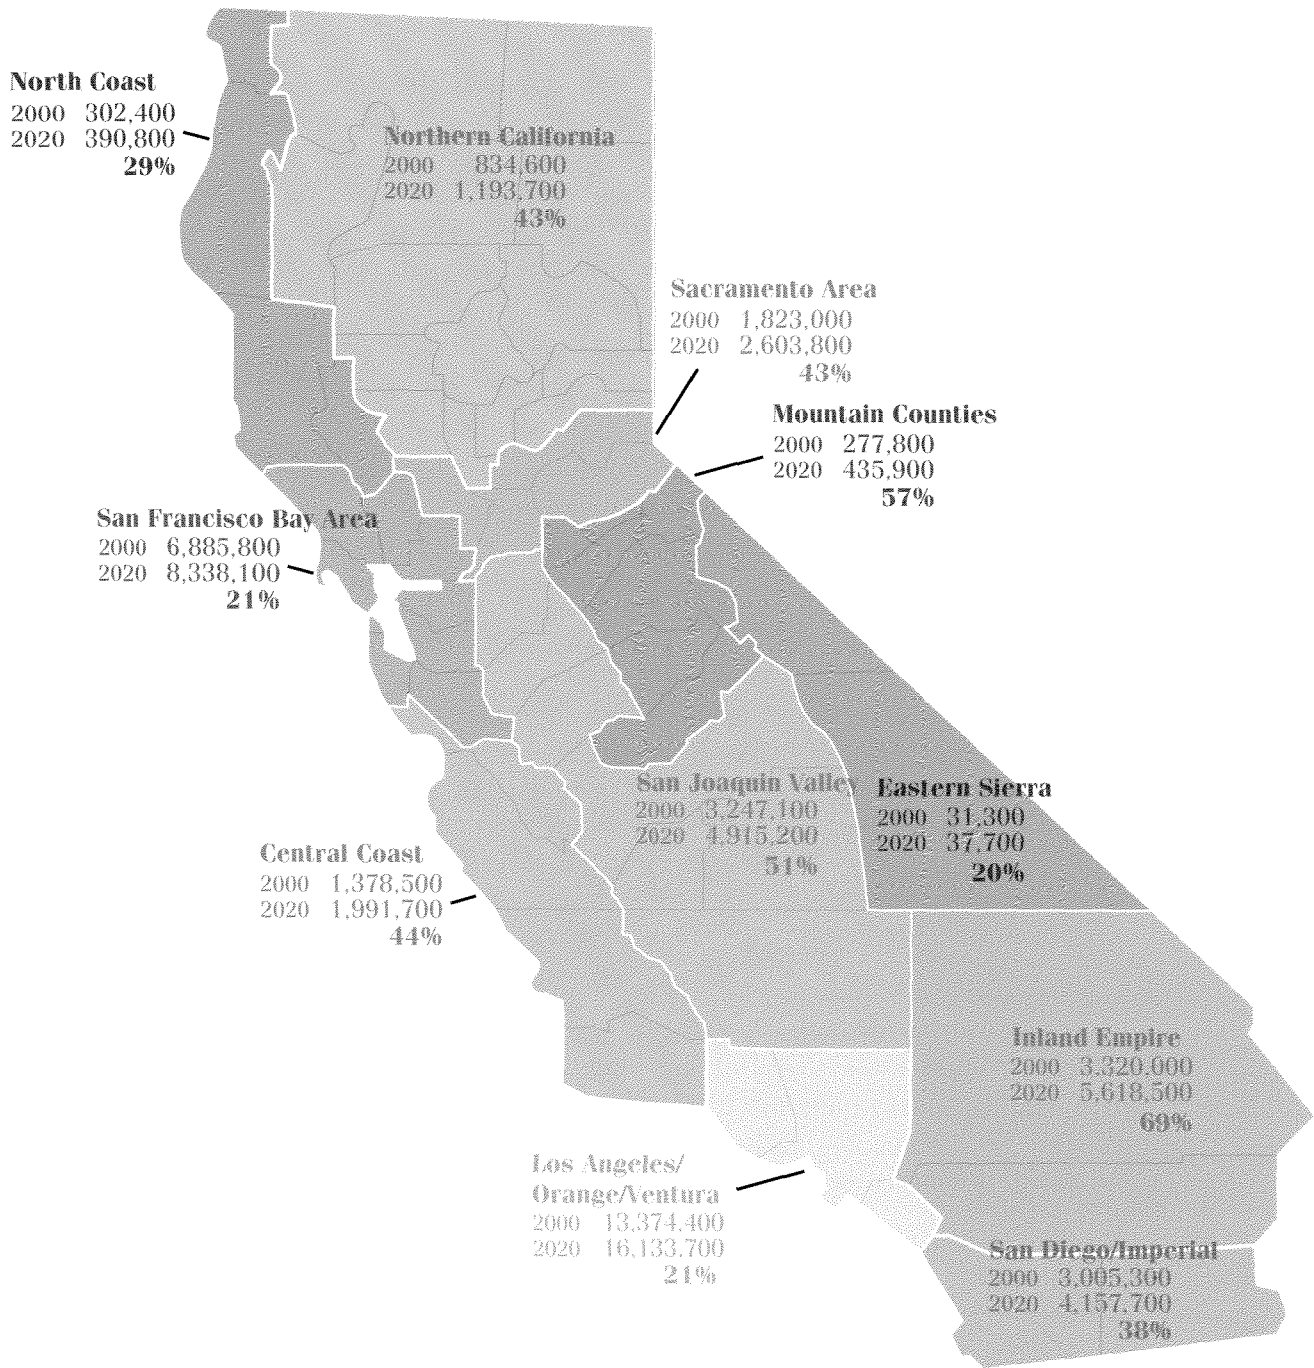 North Coast
2000 302,400
2020 390,800
29%
Northern California
2000 834,600
2020 1,193,700
43%
Sacramento Area
2000 1,823,000
2020 2,603,800
43%
Mountain Counties
2000 277,800
2020 435,900
57%
San Francisco Bay Area
2000 6,885,800
2020 8,338,100
21%
San Joaquin Valley
2000 3,247,100
2020 4,915,200
51%
Eastern Sierra
2000 31,300
2020 37,700
20%
Central Coast
2000 1,378,500
2020 1,991,700
44%
Inland Empire
2000 3,320,000
2020 5,618,500
69%
Los Angeles/
Orange/Ventura
2000 13,374,400
2020 16,133,700
21%
San Diego/Imperial
2000 3,005,300
2020 4,157,700
38%